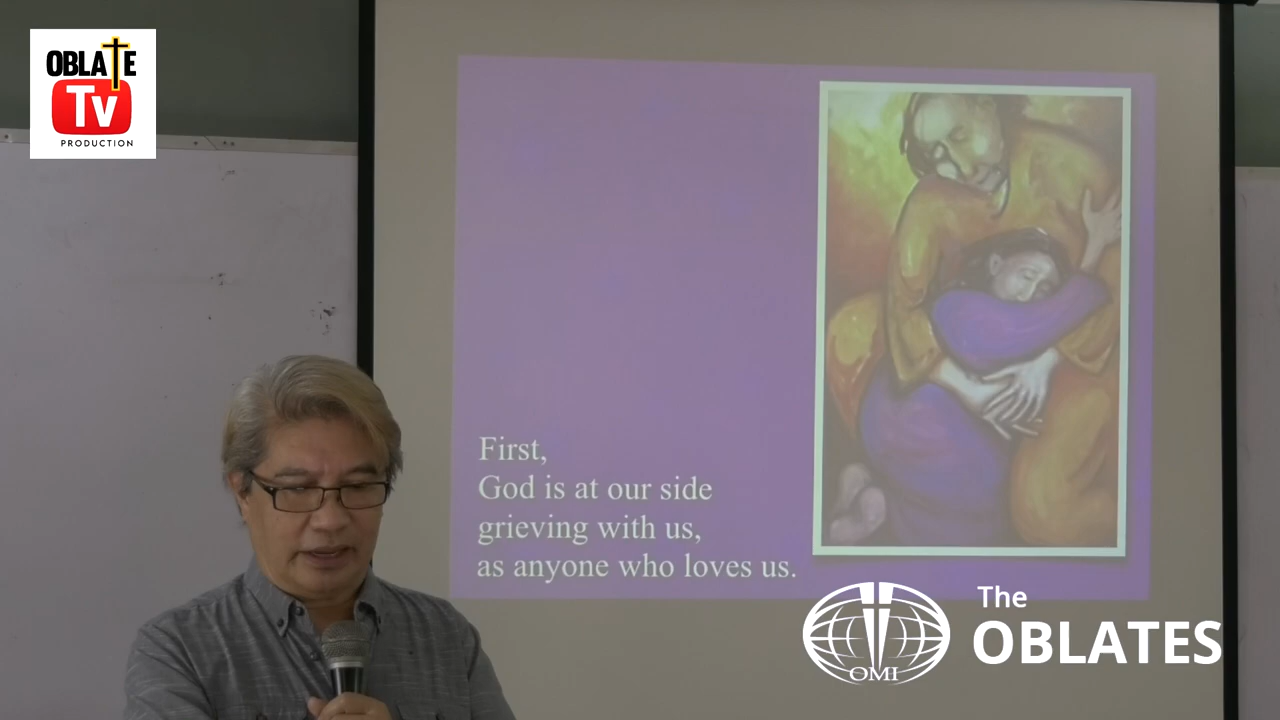 OBLATE
TV
PRODUCTION
First,
God is at our side
grieving with us,
as anyone who loves us.
The
OBLATES
OMI